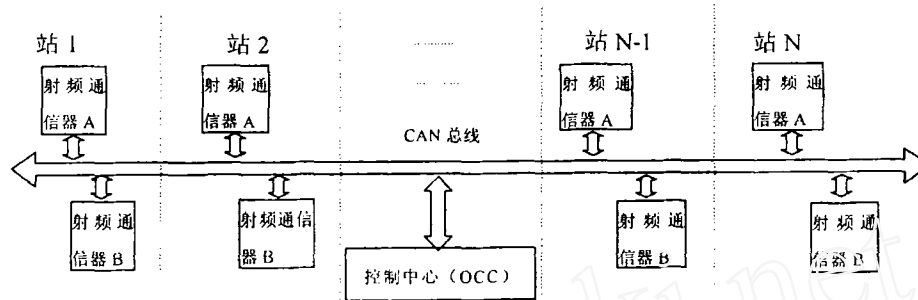 站 1
站 2
站 N-1
站 N
射 频 通
信器 A
射 频 通
信器 A
射 频 通
信器 A
射 频 通
信器 A
CAN 总线
射 频 通
信器 B
射频通信
器 B
射 频 通
信器 B
射 频 通
信器 B
控制中心（OCC）